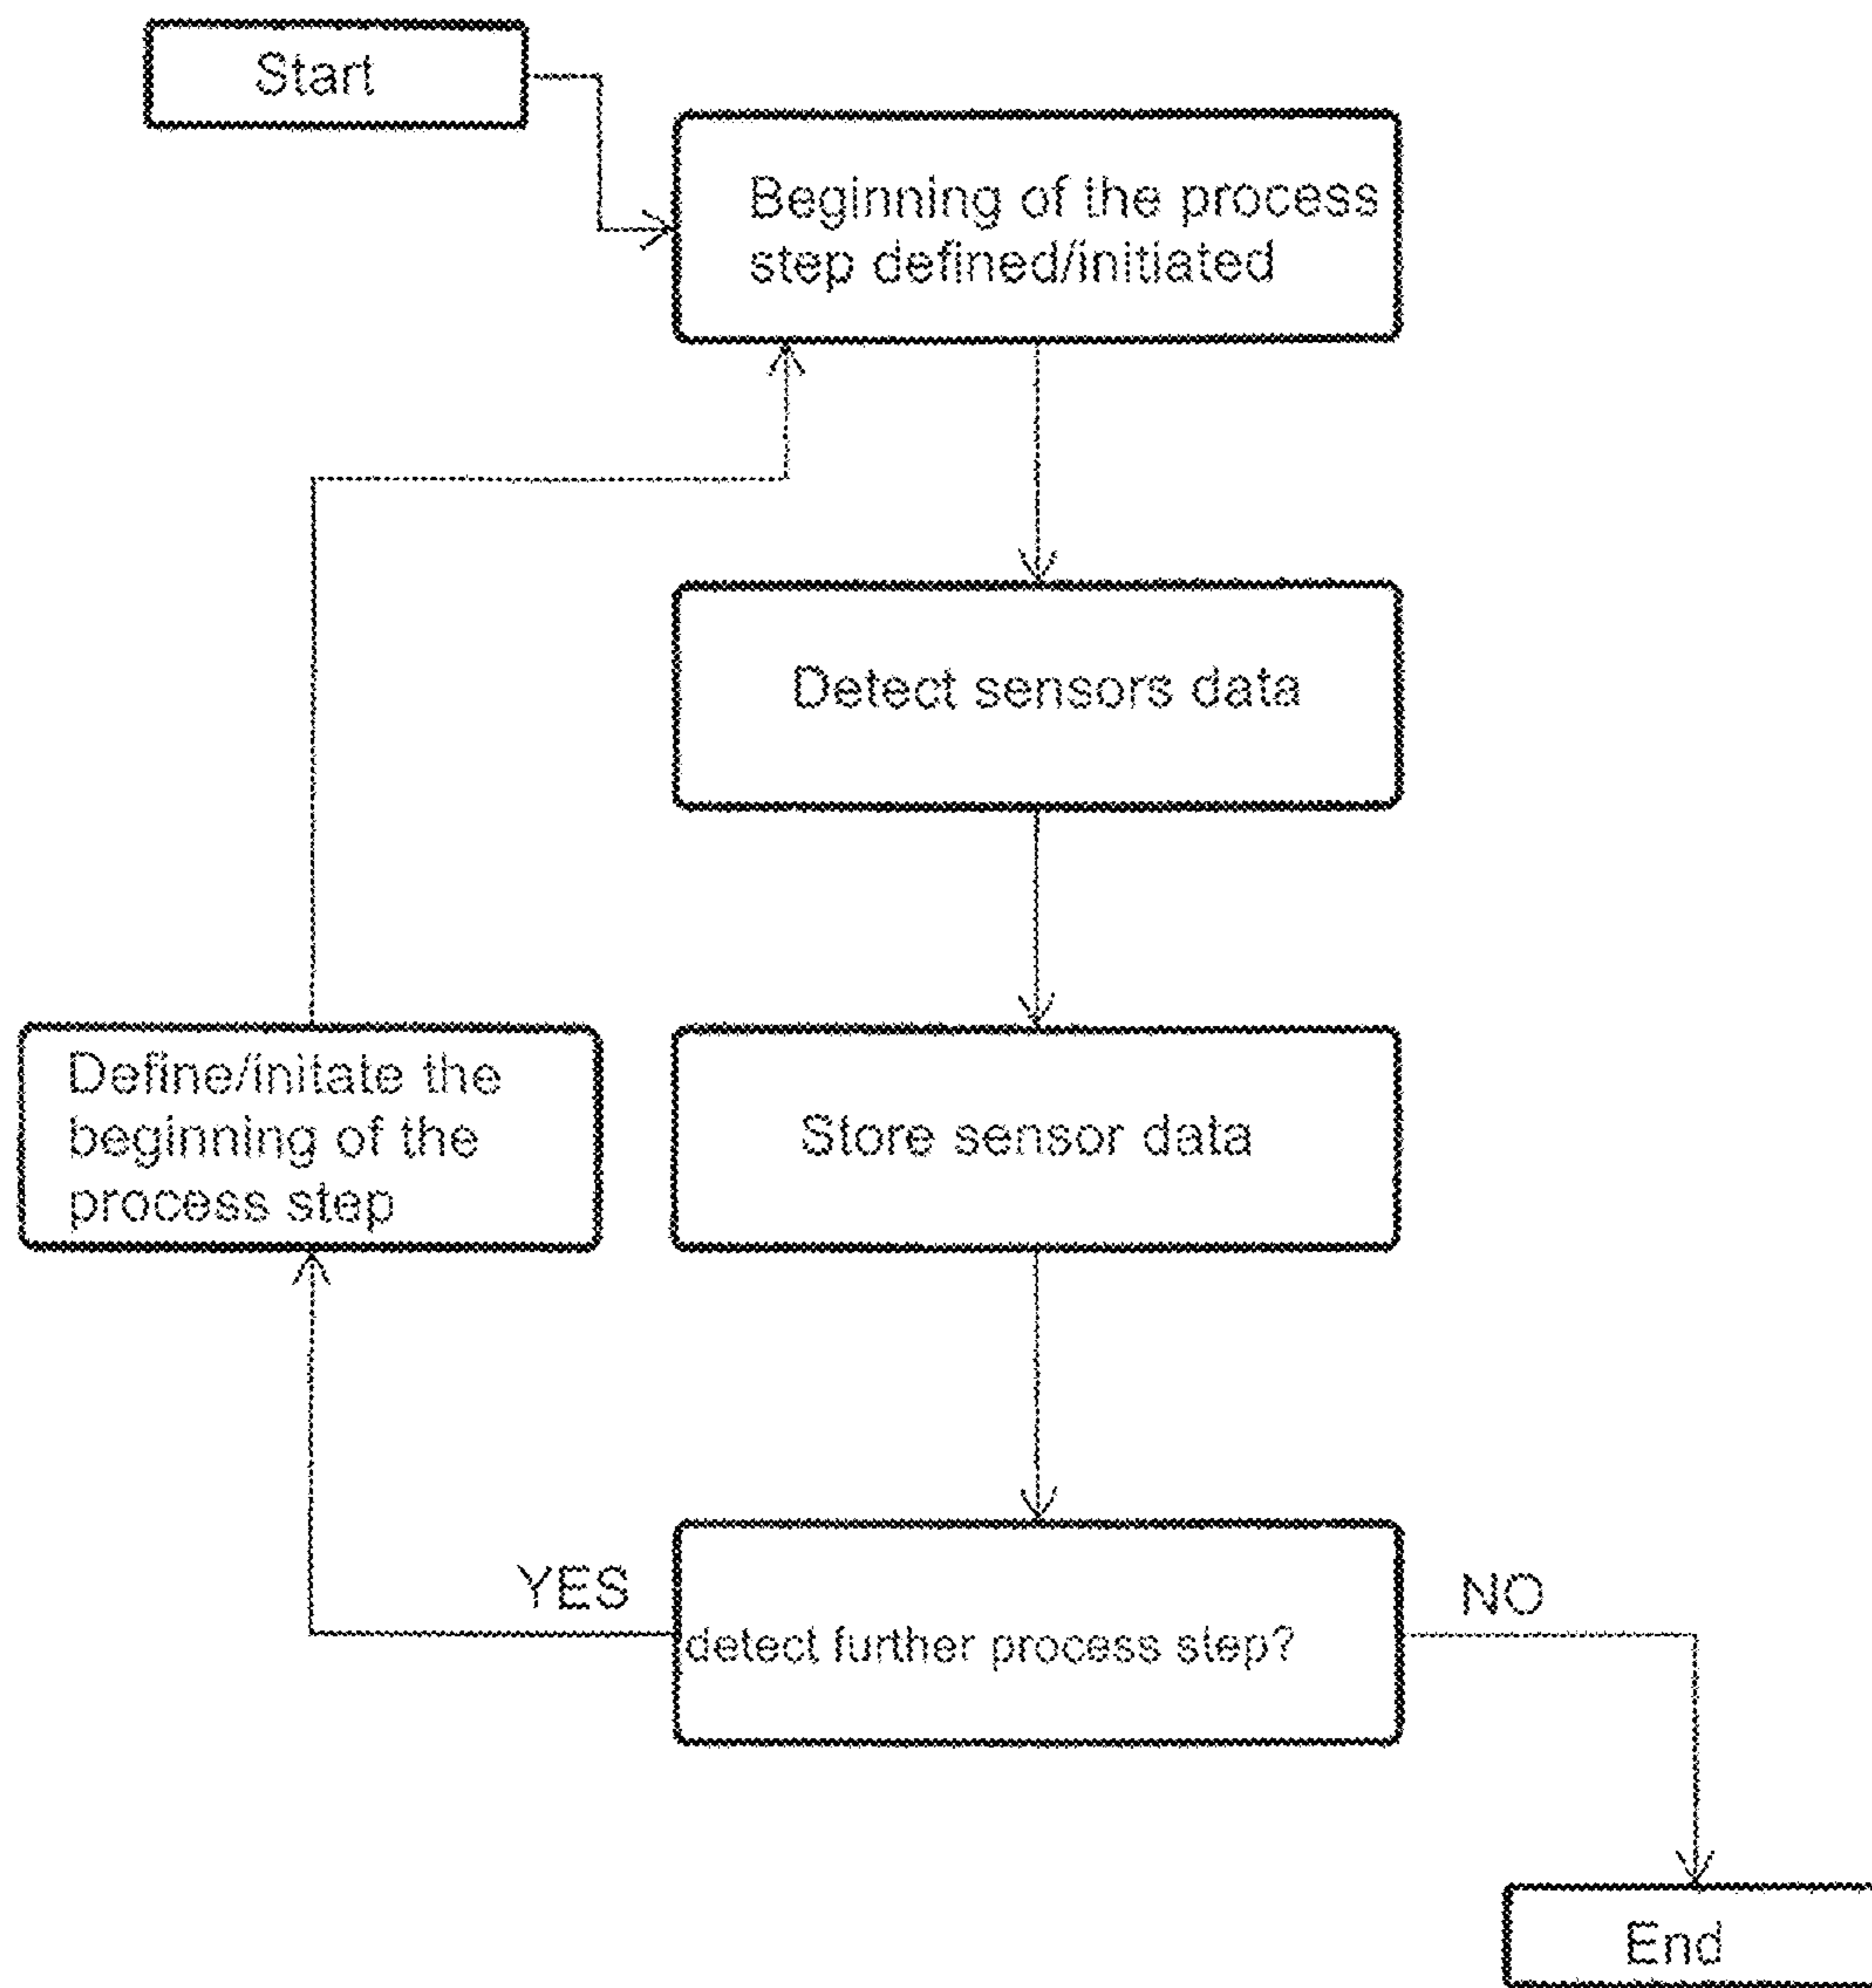 Start
Beginning of the process
step defined/initiated
Detect sensors data
Define/initate the
beginning of the
process step
Store sensor data
YES
NO
detect further process step?
End